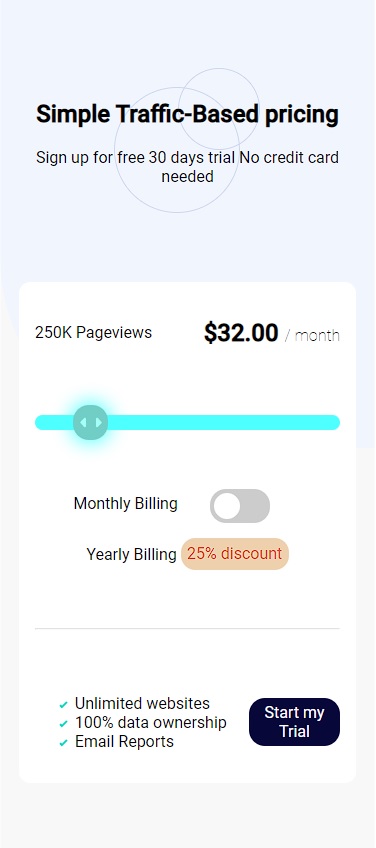 Simple Traffic-Based pricing
Sign up for free 30 days trial No credit card
needed
250K Pageviews
$32.00 / month
Monthly Billing
Yearly Billing 25% discount
Unlimited websites
100% data ownership
Email Reports
Start my
Trial